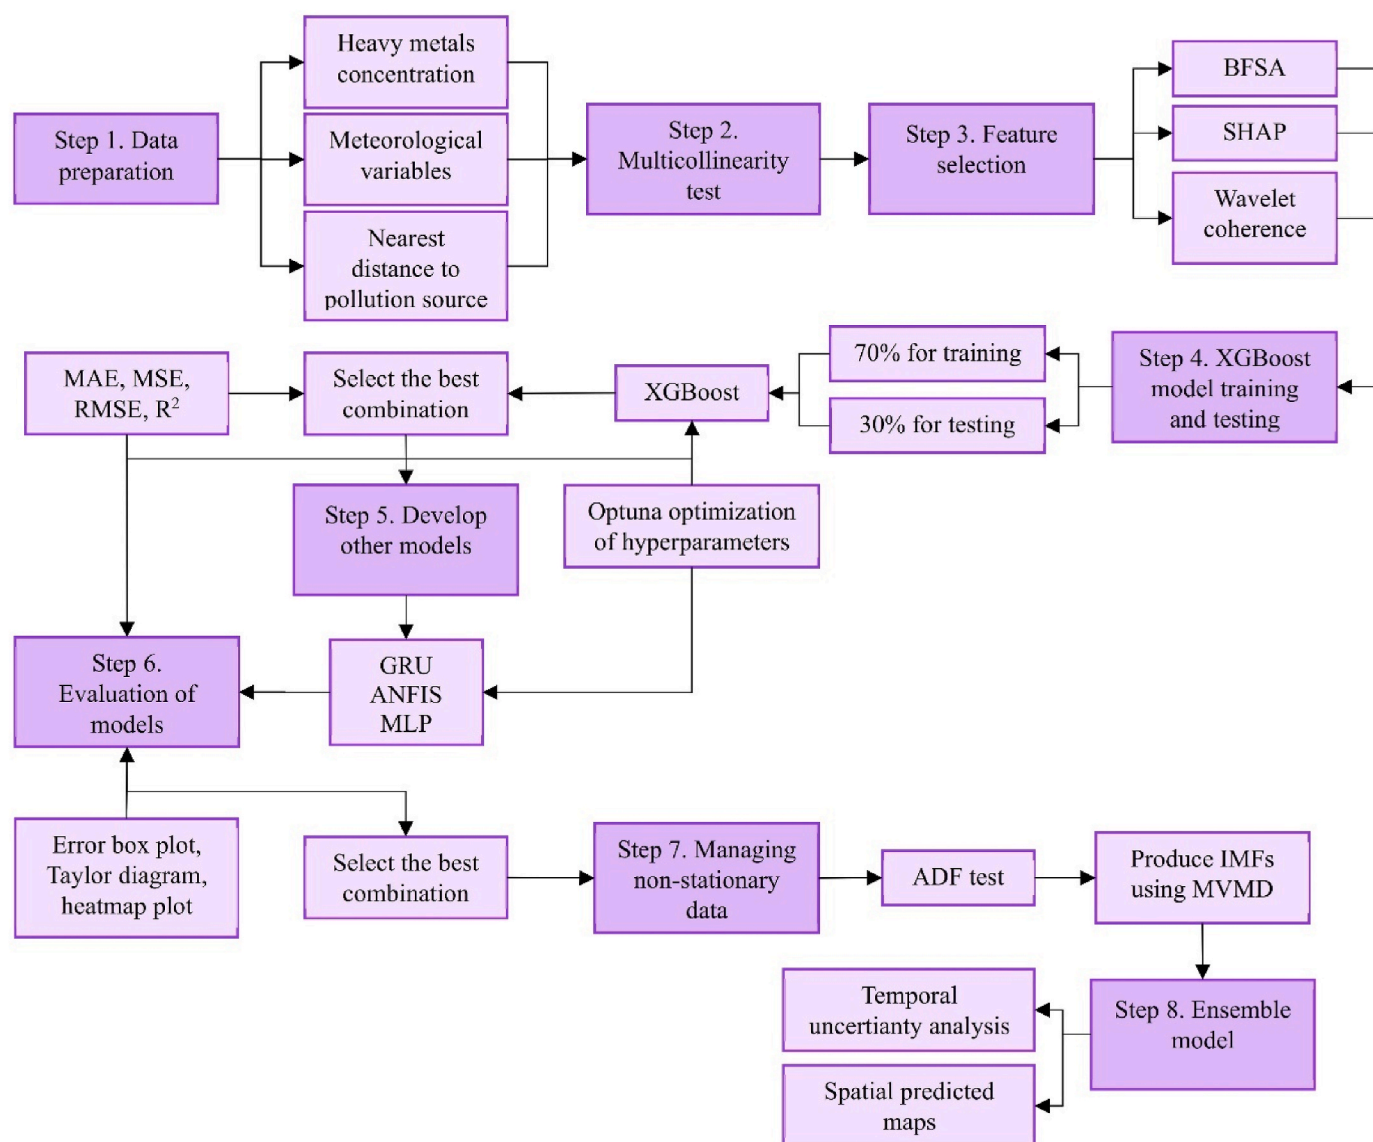 Heavy metals
concentration
Step 1. Data
preparation
Meteorological
variables
Nearest
distance to
pollution source
Step 2.
Multicollinearity
test
Step 3. Feature
selection
BFSA
SHAP
Wavelet
coherence
MAE, MSE,
RMSE, R²
Select the best
combination
XGBoost
70% for training
30% for testing
Step 4. XGBoost
model training
and testing
Step 5. Develop
other models
Optuna optimization
of hyperparameters
Step 6.
Evaluation of
models
GRU
ANFIS
MLP
Error box plot,
Taylor diagram,
heatmap plot
Select the best
combination
Step 7. Managing
non-stationary
data
ADF test
Produce IMFs
using MVMD
Temporal
uncertianty analysis
Step 8. Ensemble
model
Spatial predicted
maps